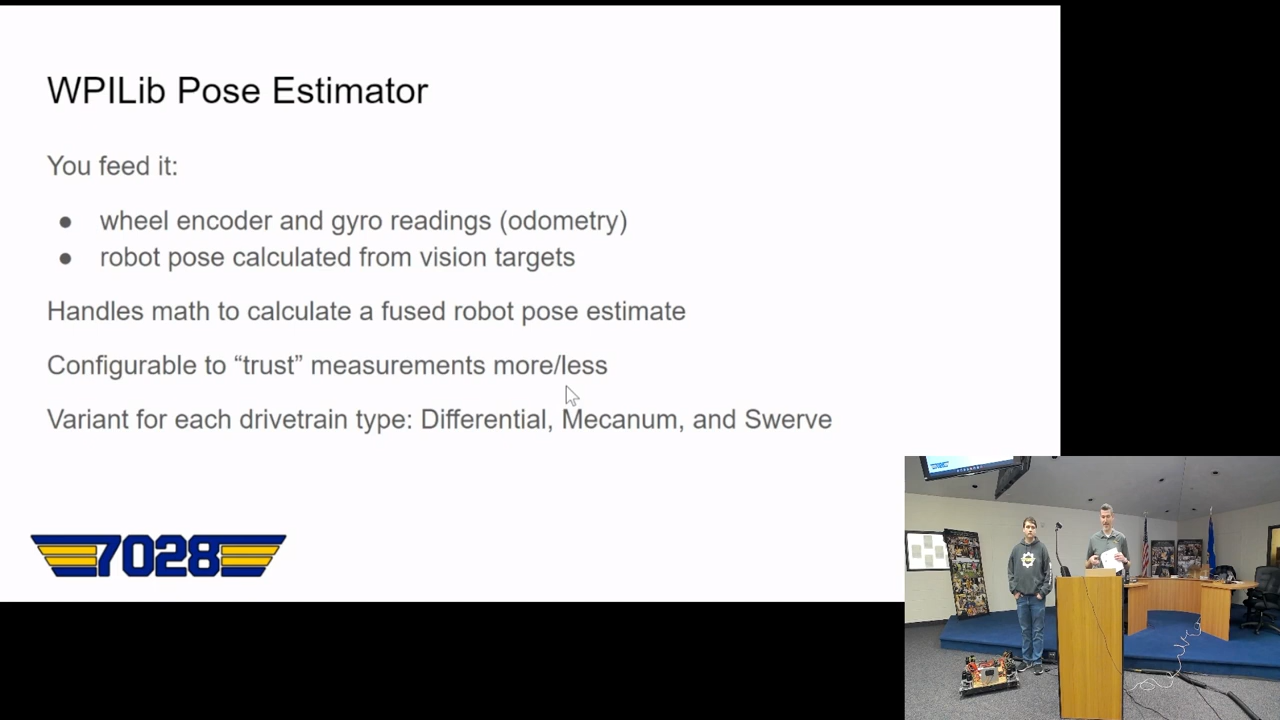 WPILib Pose Estimator
You feed it:
● wheel encoder and gyro readings (odometry)
● robot pose calculated from vision targets
Handles math to calculate a fused robot pose estimate
Configurable to “trust” measurements more/less
Variant for each drivetrain type: Differential, Mecanum, and Swerve
7028